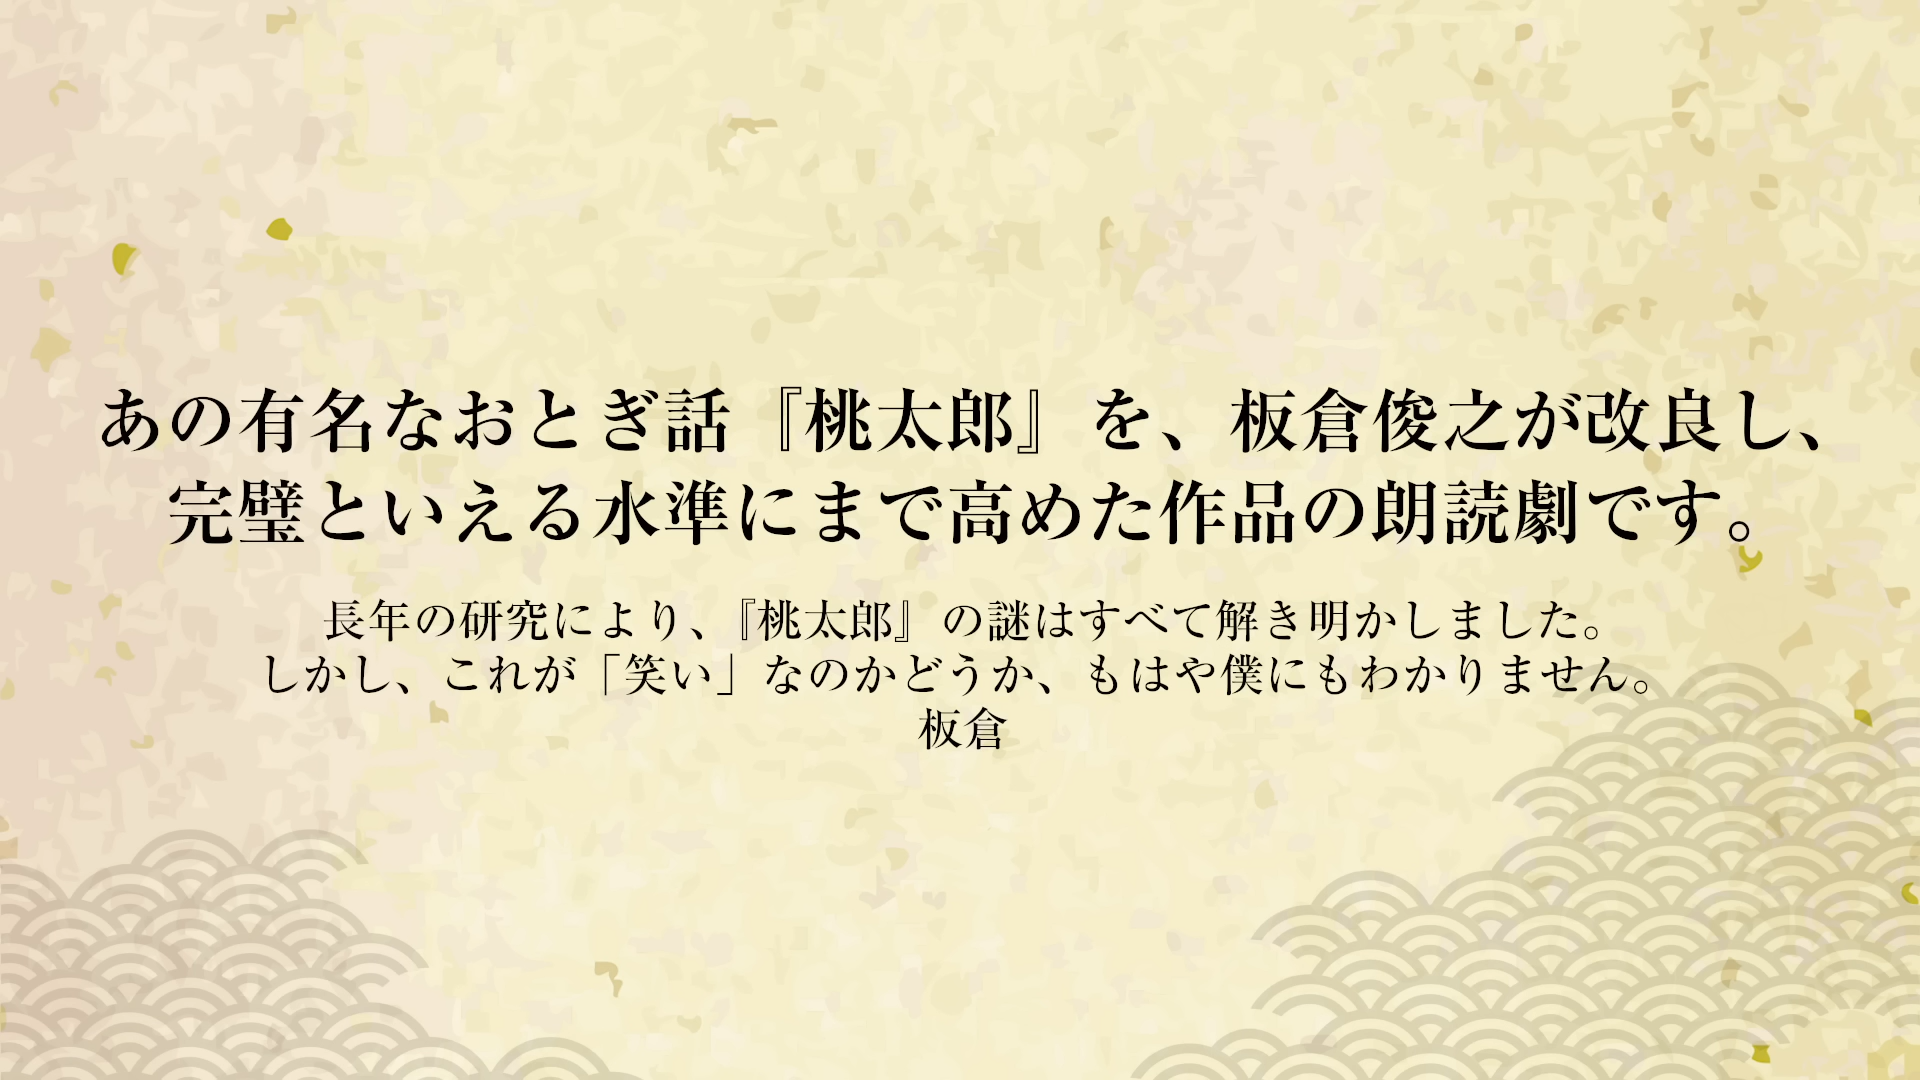 あの有名なおとぎ話『桃太郎』を、板倉俊之が改良し、
完璧といえる水準にまで高めた作品の朗読劇です。
長年の研究により、『桃太郎』の謎はすべて解き明かしました。
しかし、これが「笑い」なのかどうか、もはや僕にもわかりません。
板倉